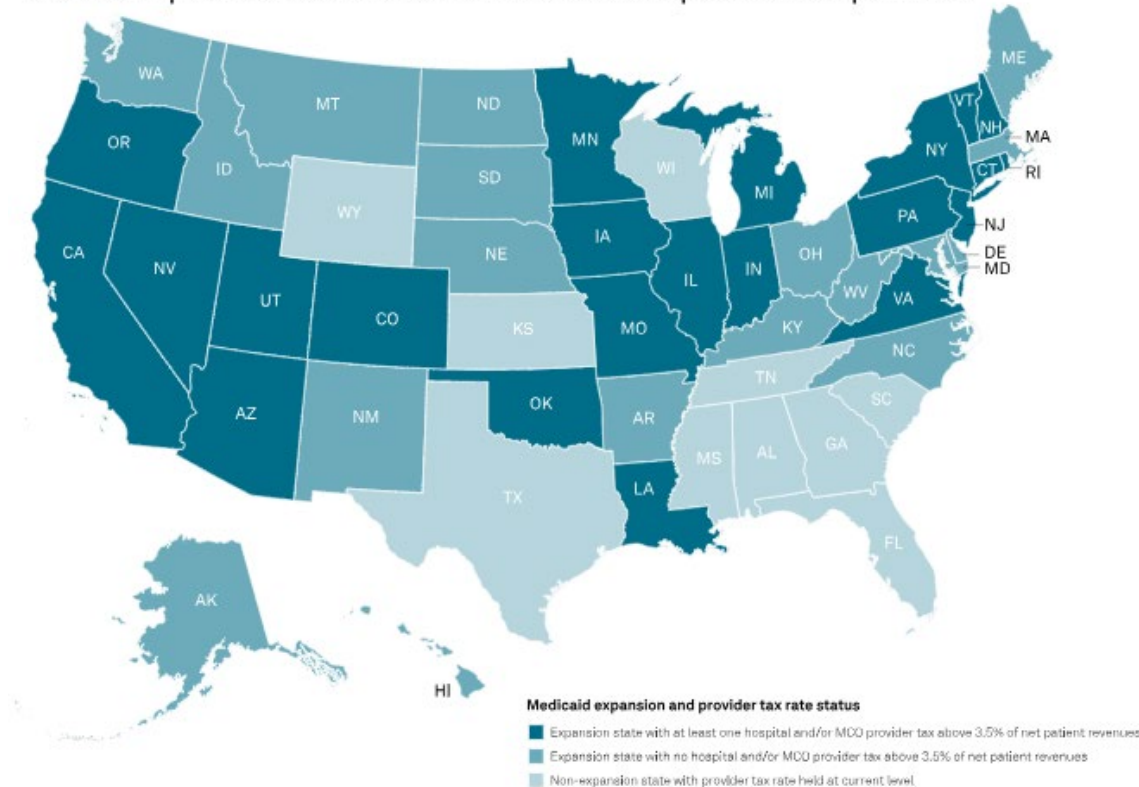 WA
MT
ND
MN
ME
VT
NH
MA
OR
ID
SD
WI
NY
MI
CT
RI
WY
IA
PA
NJ
NE
OH
DE
MD
CA
NV
UT
CO
IL
IN
WV
VA
KS
MO
KY
NC
TN
AZ
NM
OK
AR
SC
MS
AL
GA
TX
LA
FL
AK
HI
Medicaid expansion and provider tax rate status
Expansion state with at least one hospital and/or MCO provider tax above 3.5% of net patient revenues
Expansion state with no hospital and/or MCO provider tax above 3.5% of net patient revenues
Non-expansion state with provider tax rate held at current level